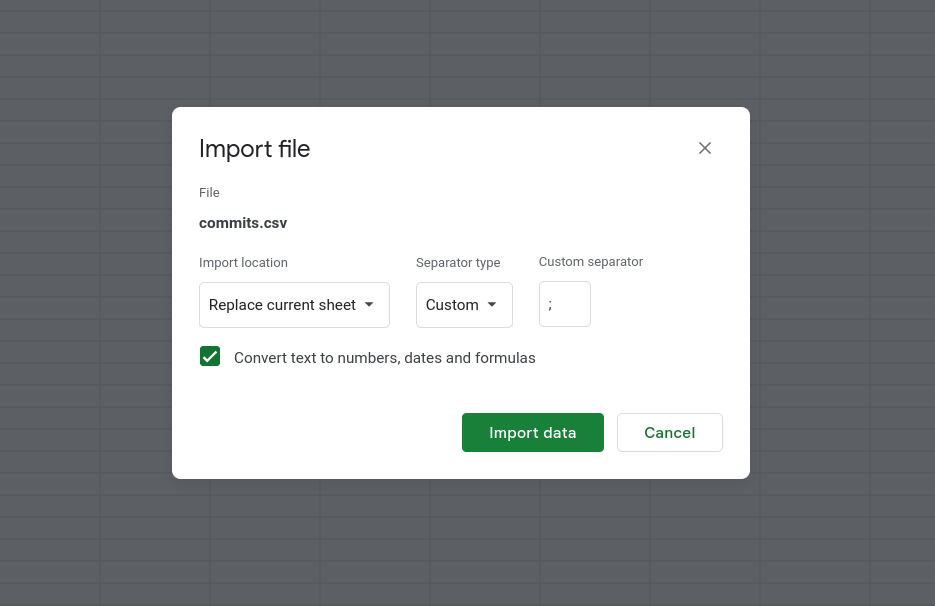 Import file
File
commits.csv
Import location
Separator type
Custom separator
Replace current sheet
Custom
;
Convert text to numbers, dates and formulas
Import data
Cancel